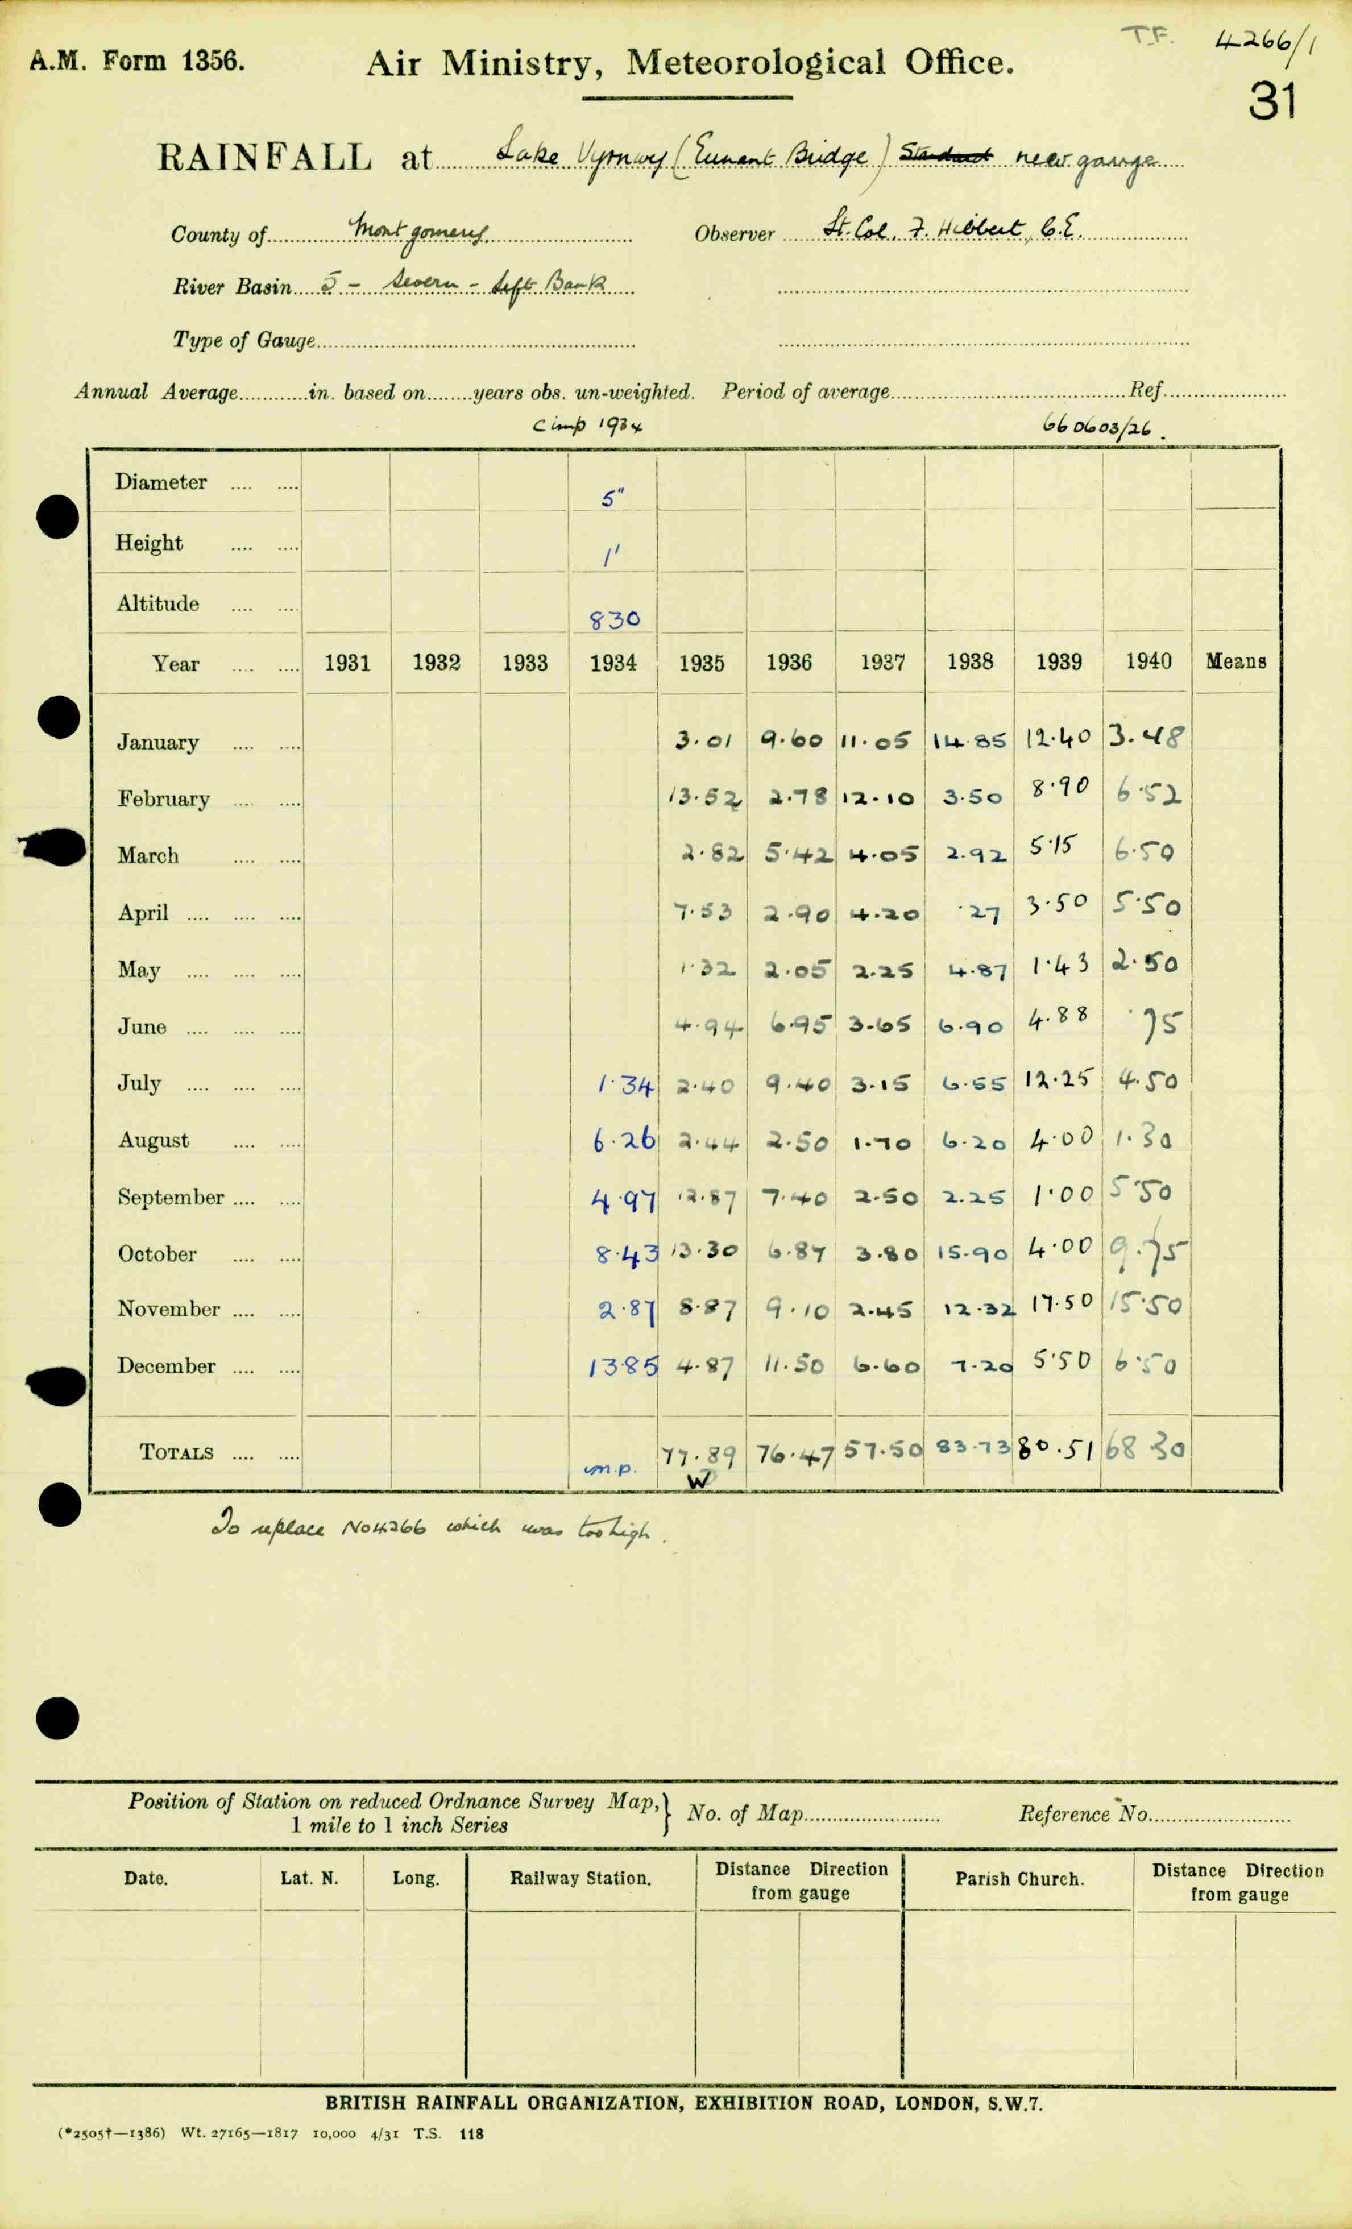 T.F. 4266/1
A.M. Form 1356. Air Ministry, Meteorological Office.
31
RAINFALL at Lake Vyrnwy (Eunant Bridge) Standard new gauge
County of Montgomery Observer Lt. Col. F. Hibbert, C.E.
River Basin 5 - Severn - Left Bank
Type of Gauge
Annual Average in. based on years obs. un-weighted. Period of average Ref.
1934 660603/26.
Diameter 5"
Height 1'
Altitude 830
Year 1931 1932 1933 1934 1935 1936 1937 1938 1939 1940 Means
January 3.01 9.60 11.05 14.85 12.40 3.48
February 13.52 2.78 12.10 3.50 8.90 6.52
March 2.82 5.42 4.05 2.92 5.15 6.50
April 7.53 2.90 4.20 .27 3.50 5.50
May 1.32 2.05 2.25 4.87 1.43 2.50
June 4.94 6.95 3.65 6.90 4.88 .75
July 1.34 2.40 9.40 3.15 6.55 12.25 4.50
August 6.26 2.44 2.50 1.70 6.20 4.00 1.30
September 4.97 12.87 7.40 2.50 2.25 1.00 5.50
October 8.43 13.30 6.87 3.80 15.90 4.00 9.75
November 2.87 8.87 9.10 2.45 12.32 17.50 15.50
December 13.85 4.87 11.50 6.60 7.20 5.50 6.50
TOTALS imp. 77.89 76.47 57.50 83.73 80.51 68.30
W
To replace No 4266 which was too high.
Position of Station on reduced Ordnance Survey Map, } No. of Map Reference No.
1 mile to 1 inch Series
Date. Lat. N. Long. Railway Station. Distance Direction from gauge Parish Church. Distance Direction from gauge
BRITISH RAINFALL ORGANIZATION, EXHIBITION ROAD, LONDON, S.W.7.
(*2505†—1386) Wt. 27165—1817 10,000 4/31 T.S. 118